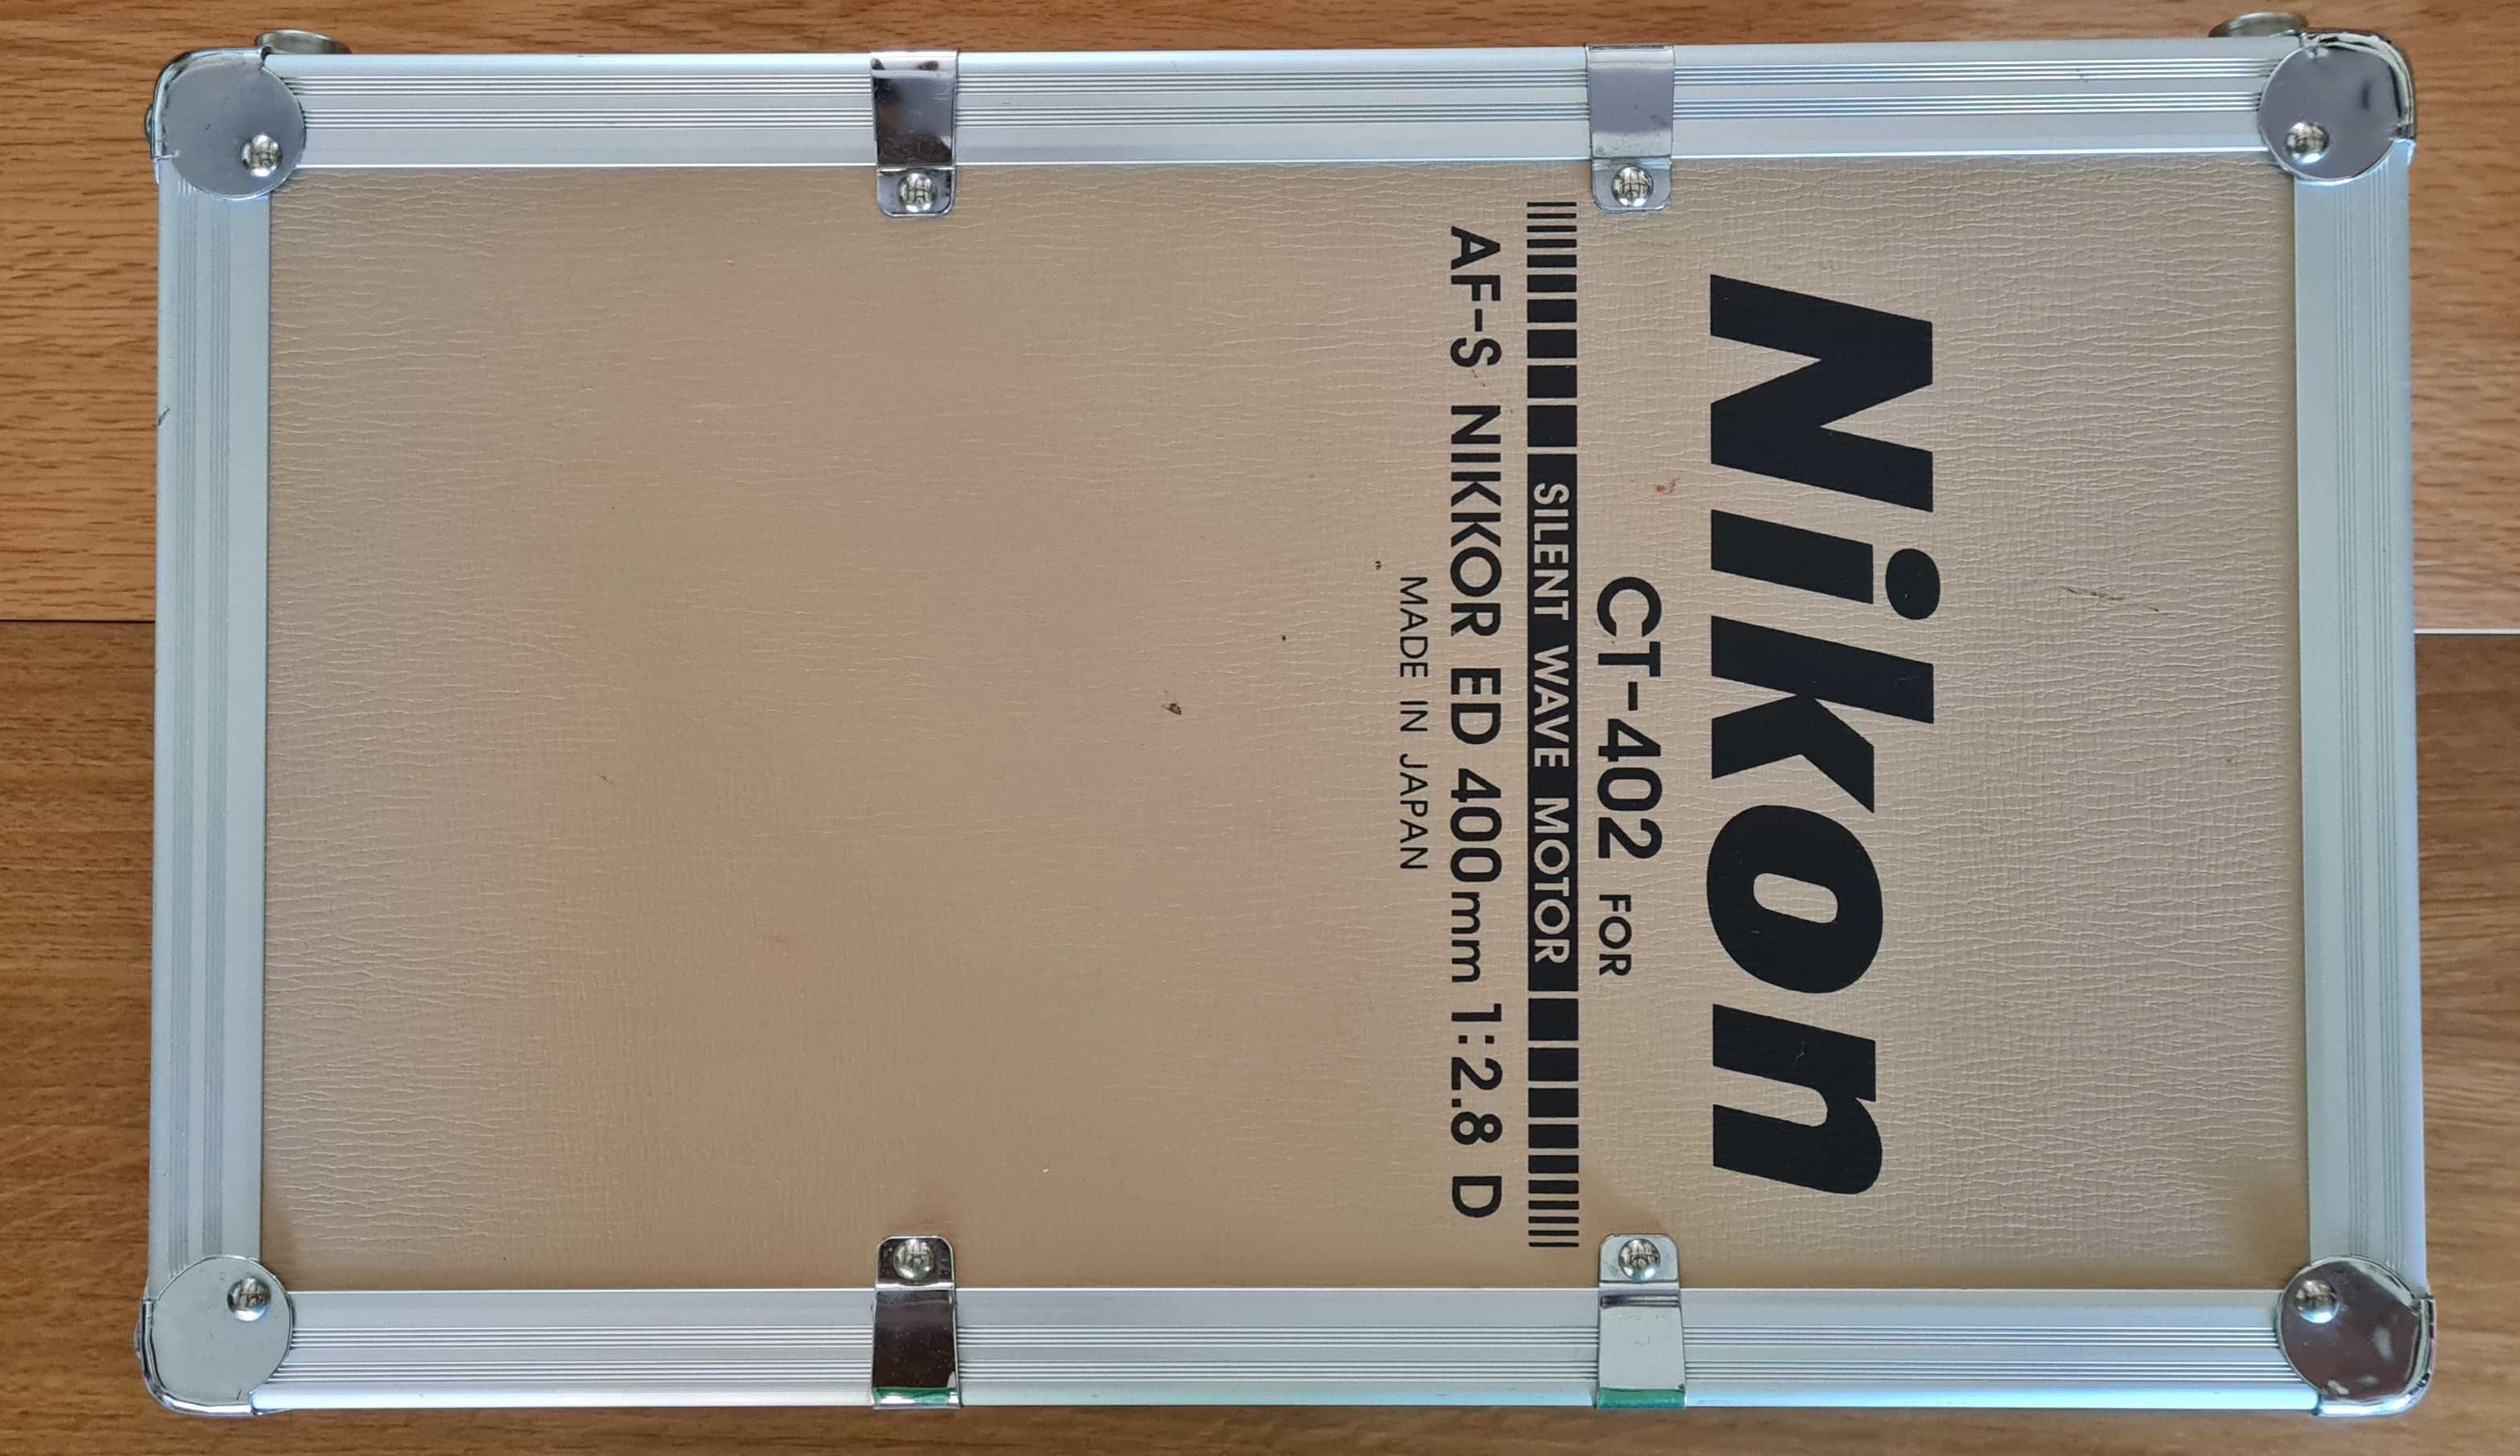 Nikon
CT-402 FOR
SILENT WAVE MOTOR
AF-S NIKKOR ED 400mm 1:2.8 D
MADE IN JAPAN